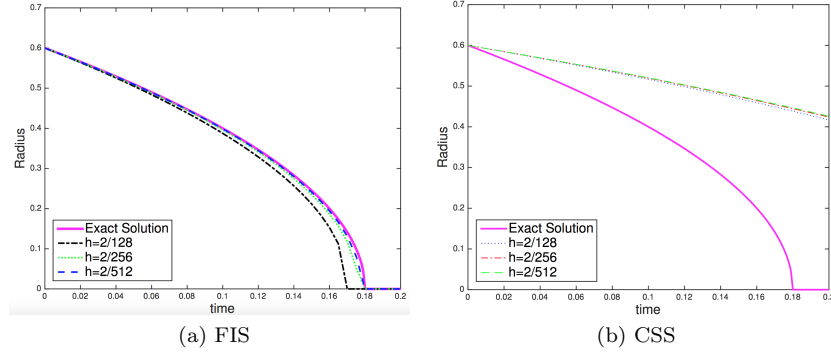 0.7
0.6
0.5
0.4
0.3
0.2
0.1
0
Radius
Exact Solution
h=2/128
h=2/256
h=2/512
0 0.02 0.04 0.06 0.08 0.1 0.12 0.14 0.16 0.18 0.2
time
(a) FIS
0.7
0.6
0.5
0.4
0.3
0.2
0.1
0
Radius
Exact Solution
h=2/128
h=2/256
h=2/512
0 0.02 0.04 0.06 0.08 0.1 0.12 0.14 0.16 0.18 0.2
time
(b) CSS